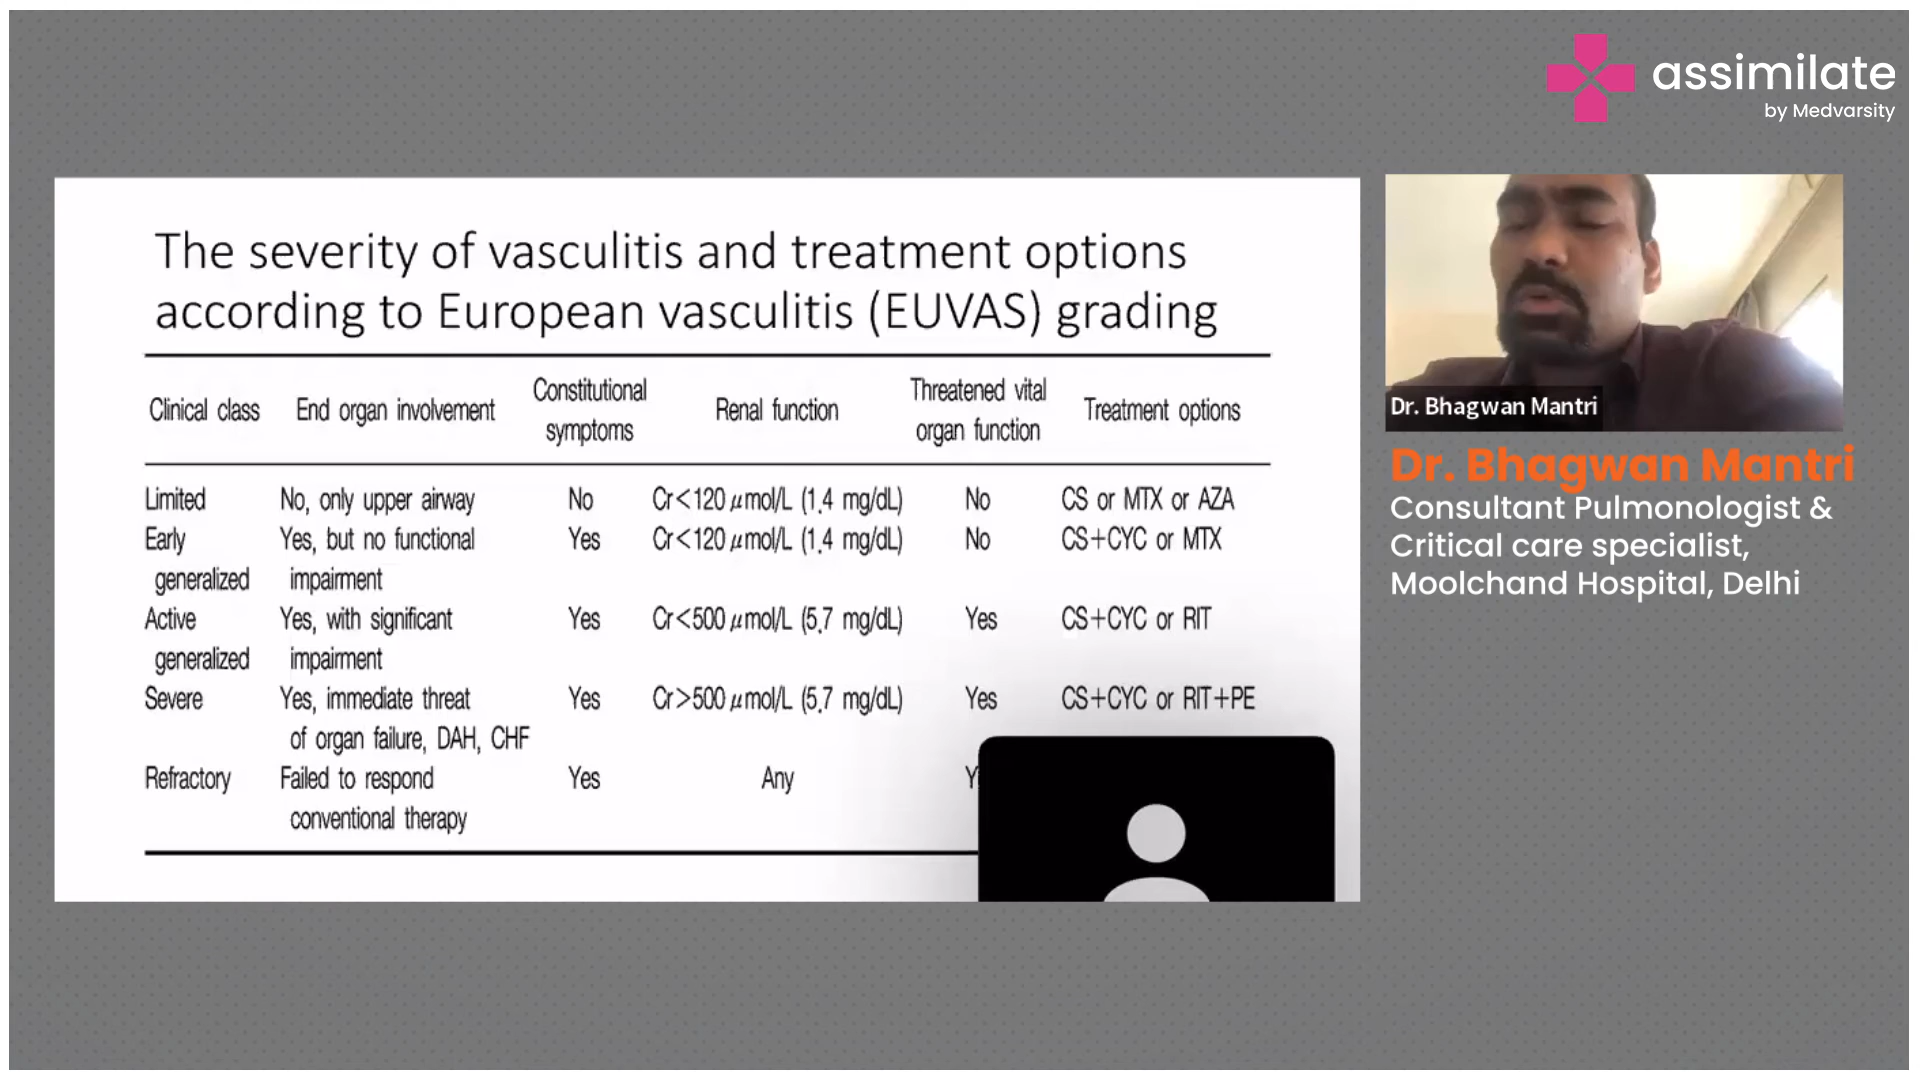 assimilate
by Medvarsity
The severity of vasculitis and treatment options
according to European vasculitis (EUVAS) grading
Clinical class End organ involvement Constitutional symptoms Renal function Threatened vital organ function Treatment options
Limited No, only upper airway No Cr<120 μmol/L (1.4 mg/dL) No CS or MTX or AZA
Early Yes, but no functional Yes Cr<120 μmol/L (1.4 mg/dL) No CS+CYC or MTX
generalized impairment
Active Yes, with significant Yes Cr<500 μmol/L (5.7 mg/dL) Yes CS+CYC or RIT
generalized impairment
Severe Yes, immediate threat Yes Cr>500 μmol/L (5.7 mg/dL) Yes CS+CYC or RIT+PE
of organ failure, DAH, CHF
Refractory Failed to respond Yes Any
conventional therapy
Dr. Bhagwan Mantri
Dr. Bhagwan Mantri
Consultant Pulmonologist &
Critical care specialist,
Moolchand Hospital, Delhi